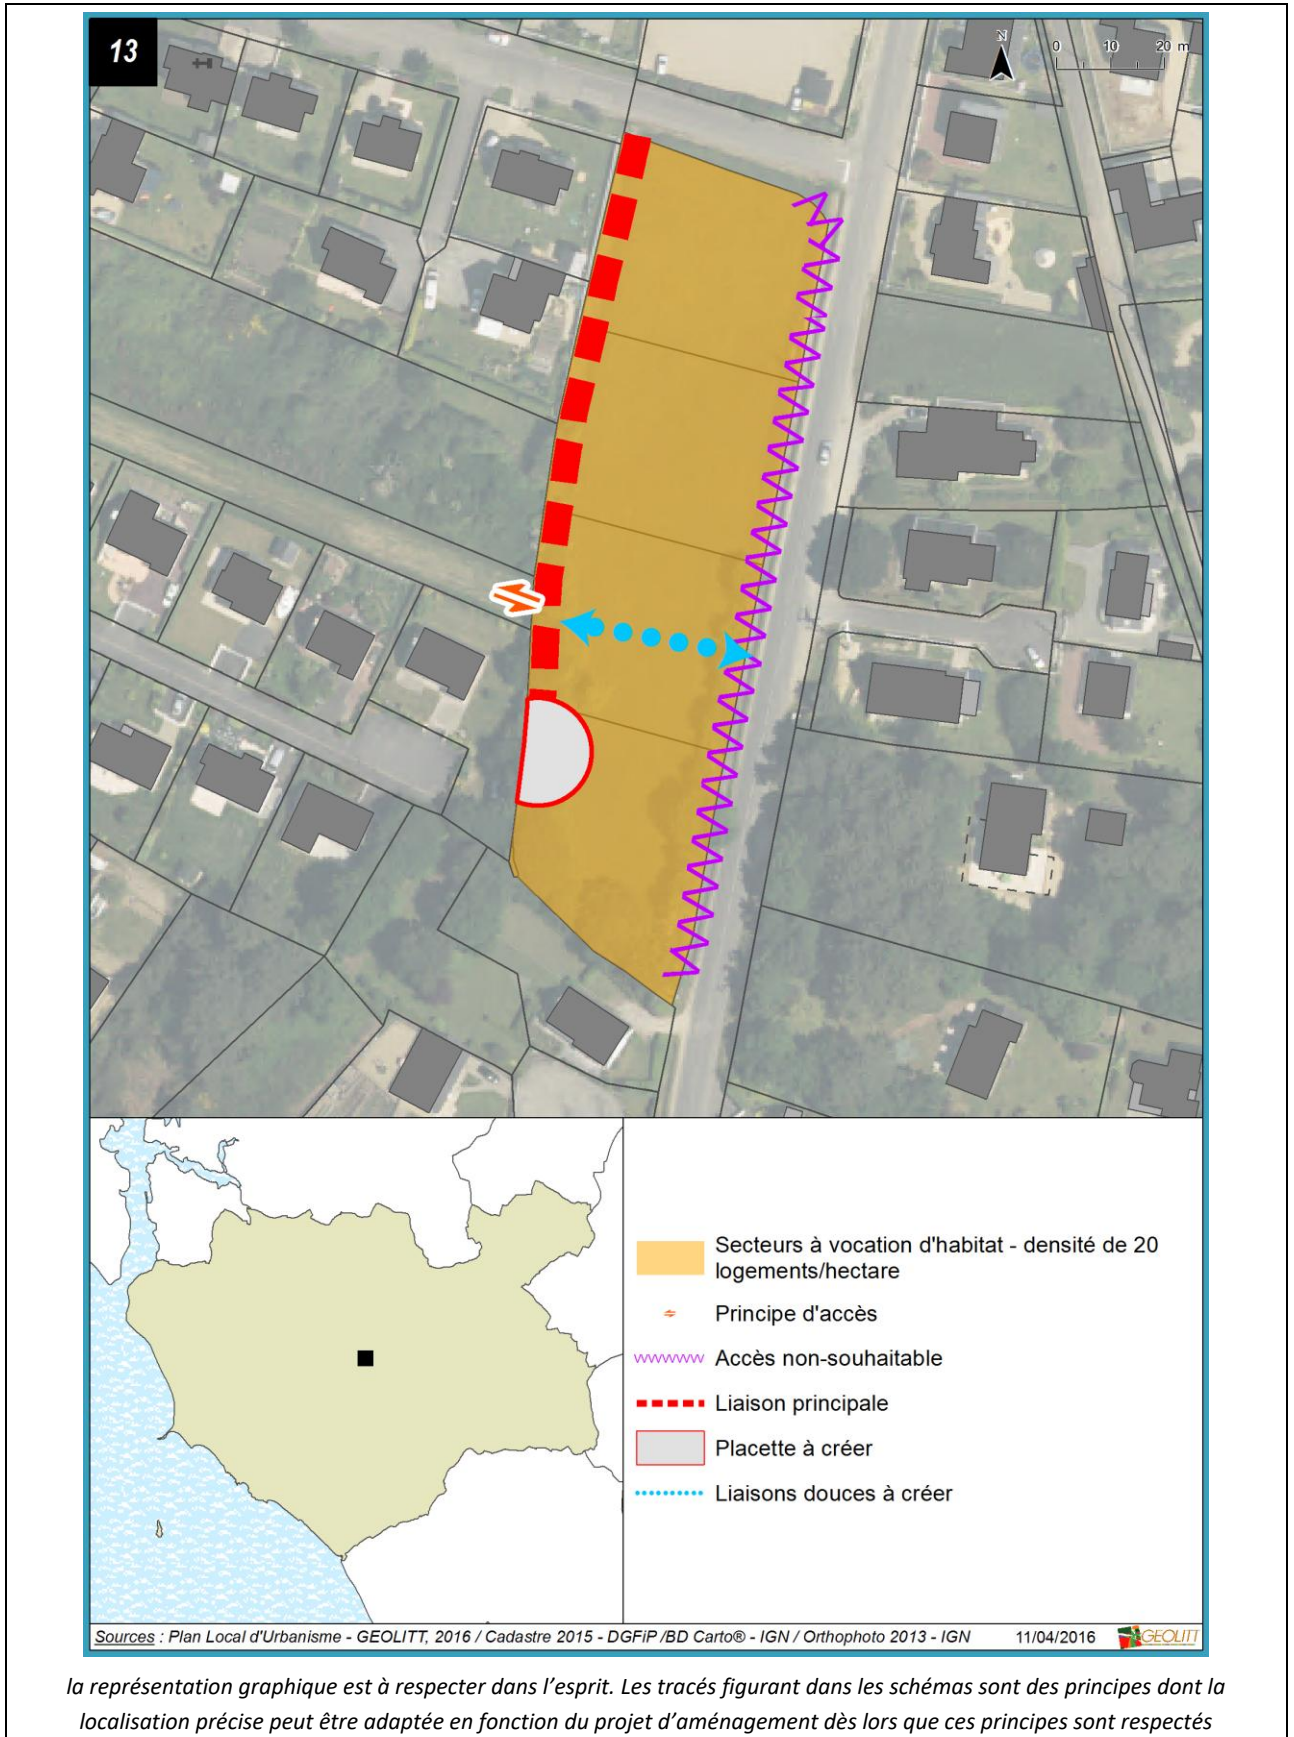 13
N
0 10 20 m
Secteurs à vocation d'habitat - densité de 20
logements/hectare
Principe d'accès
Accès non-souhaitable
Liaison principale
Placette à créer
Liaisons douces à créer
Sources : Plan Local d'Urbanisme - GEOLITT, 2016 / Cadastre 2015 - DGFiP /BD Carto® - IGN / Orthophoto 2013 - IGN 11/04/2016 GEOLITT
la représentation graphique est à respecter dans l’esprit. Les tracés figurant dans les schémas sont des principes dont la
localisation précise peut être adaptée en fonction du projet d’aménagement dès lors que ces principes sont respectés